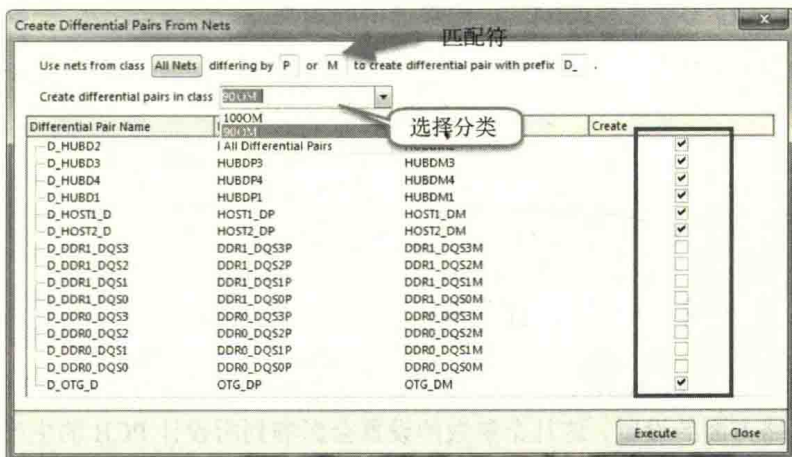 Create Differential Pairs From Nets
匹配符
Use nets from class All Nets differing by P or M to create differential pair with prefix D_ .
Create differential pairs in class 90OM
100OM
90OM
All Differential Pairs
选择分类
Differential Pair Name Create
D_HUBD2
D_HUBD3 HUBDP3 HUBDM3
D_HUBD4 HUBDP4 HUBDM4
D_HUBD1 HUBDP1 HUBDM1
D_HOST1_D HOST1_DP HOST1_DM
D_HOST2_D HOST2_DP HOST2_DM
D_DDR1_DQS3 DDR1_DQS3P DDR1_DQS3M
D_DDR1_DQS2 DDR1_DQS2P DDR1_DQS2M
D_DDR1_DQS1 DDR1_DQS1P DDR1_DQS1M
D_DDR1_DQS0 DDR1_DQS0P DDR1_DQS0M
D_DDR0_DQS3 DDR0_DQS3P DDR0_DQS3M
D_DDR0_DQS2 DDR0_DQS2P DDR0_DQS2M
D_DDR0_DQS1 DDR0_DQS1P DDR0_DQS1M
D_DDR0_DQS0 DDR0_DQS0P DDR0_DQS0M
D_OTG_D OTG_DP OTG_DM
Execute Close